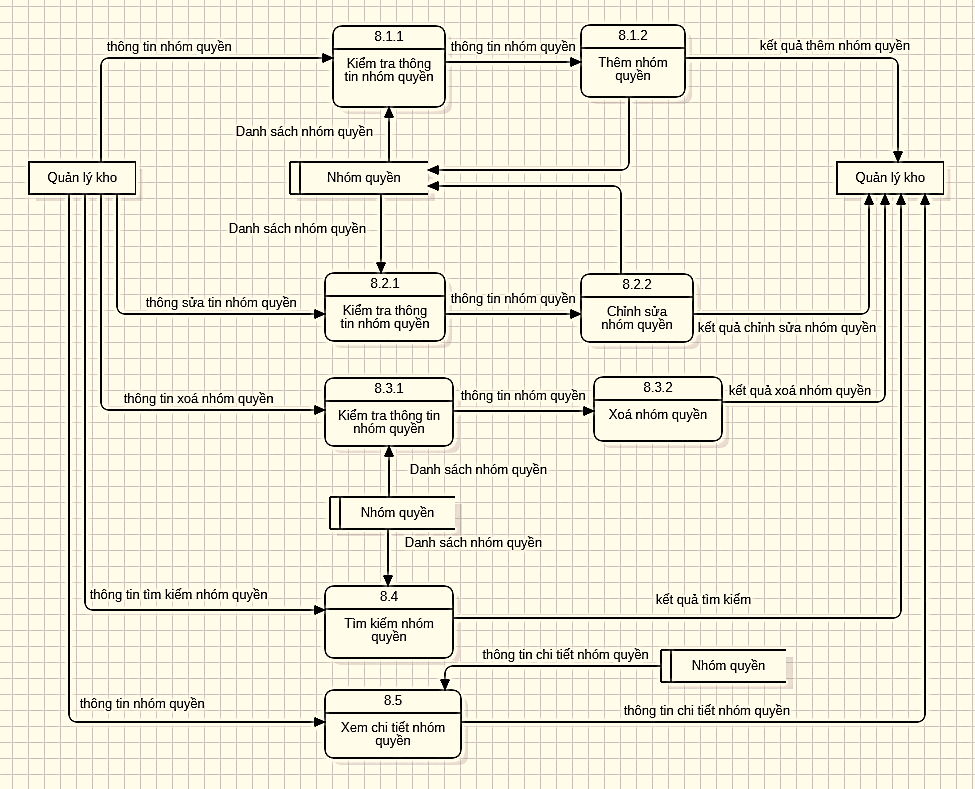 thông tin nhóm quyền
8.1.1
Kiểm tra thông
tin nhóm quyền
thông tin nhóm quyền
8.1.2
Thêm nhóm
quyền
kết quả thêm nhóm quyền
Danh sách nhóm quyền
Quản lý kho
Nhóm quyền
Quản lý kho
Danh sách nhóm quyền
thông sửa tin nhóm quyền
8.2.1
Kiểm tra thông
tin nhóm quyền
thông tin nhóm quyền
8.2.2
Chỉnh sửa
nhóm quyền
kết quả chỉnh sửa nhóm quyền
thông tin xoá nhóm quyền
8.3.1
Kiểm tra thông tin
nhóm quyền
thông tin nhóm quyền
8.3.2
Xoá nhóm quyền
kết quả xoá nhóm quyền
Danh sách nhóm quyền
Nhóm quyền
Danh sách nhóm quyền
thông tin tìm kiếm nhóm quyền
8.4
Tìm kiếm nhóm
quyền
kết quả tìm kiếm
thông tin chi tiết nhóm quyền
Nhóm quyền
thông tin nhóm quyền
8.5
Xem chi tiết nhóm
quyền
thông tin chi tiết nhóm quyền